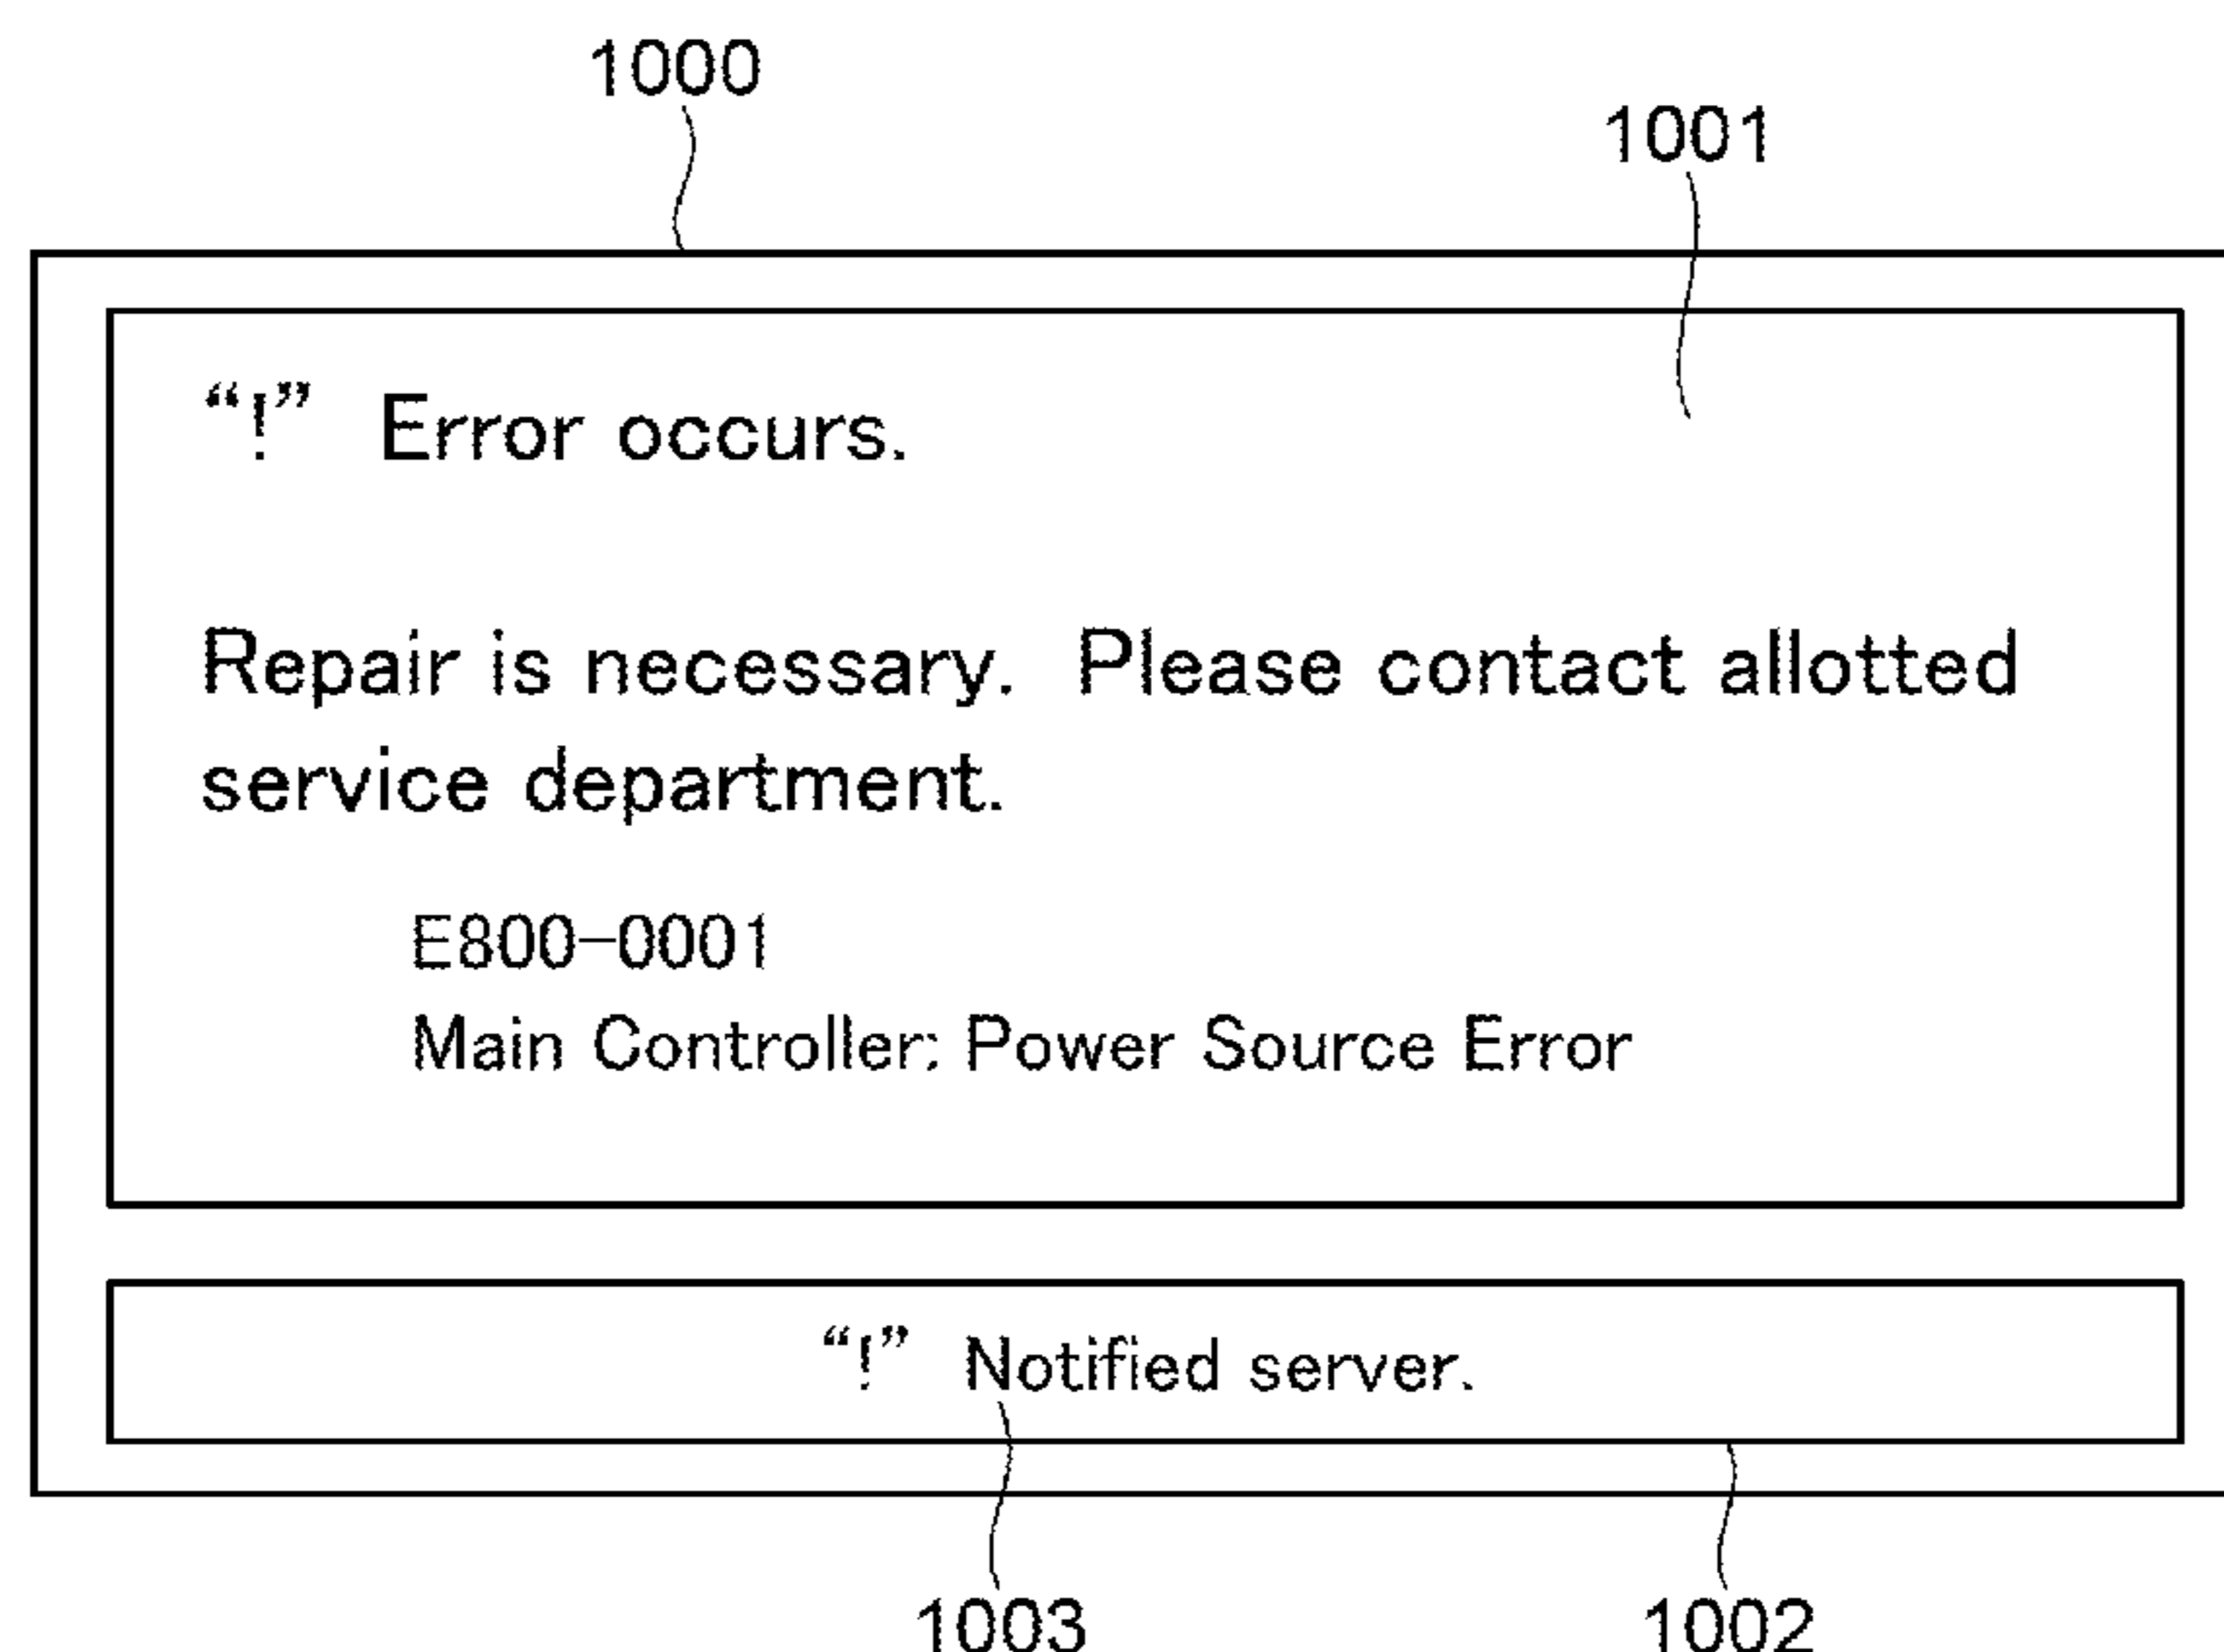 1000
1001
“!” Error occurs.
Repair is necessary. Please contact allotted
service department.
E800-0001
Main Controller: Power Source Error
“!” Notified server.
1003
1002